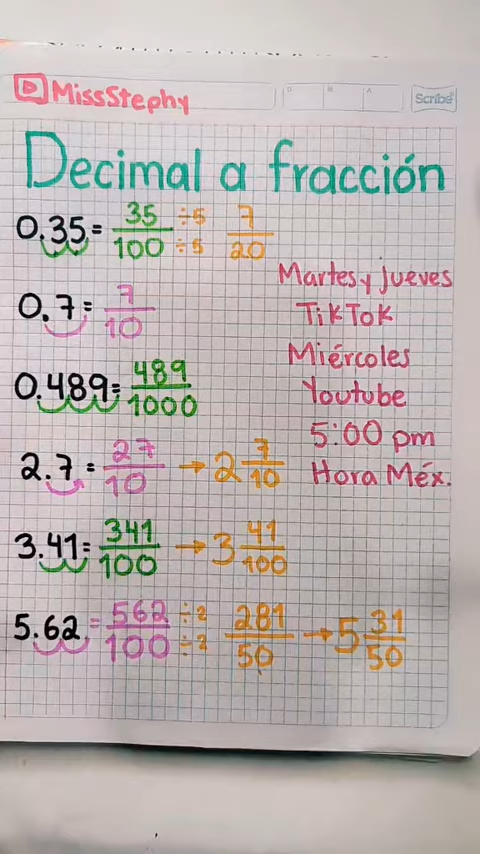 MissStephy
D B A
Scribe
Decimal a fracción
0.35 = 35/100 ÷5/÷5 7/20
0.7 = 7/10
0.489 = 489/1000
2.7 = 27/10 → 2 7/10
3.41 = 341/100 → 3 41/100
5.62 = 562/100 ÷2/÷2 281/50 → 5 31/50
Martes y jueves
TikTok
Miércoles
Youtube
5:00 pm
Hora Méx.